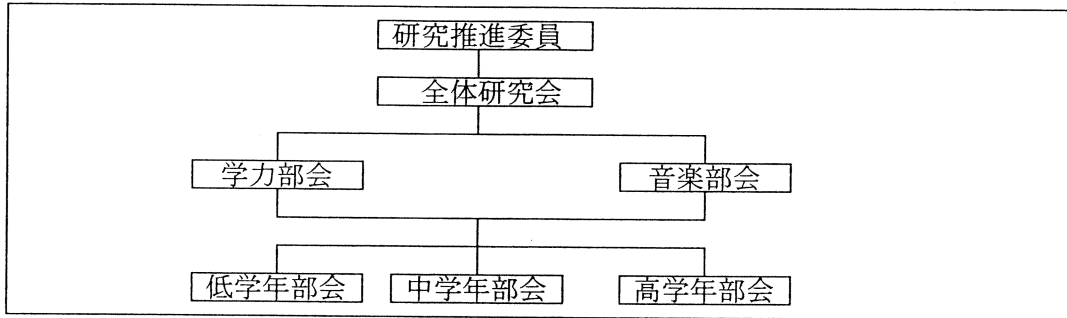 研究推進委員
全体研究会
学力部会 音楽部会
低学年部会 中学年部会 高学年部会